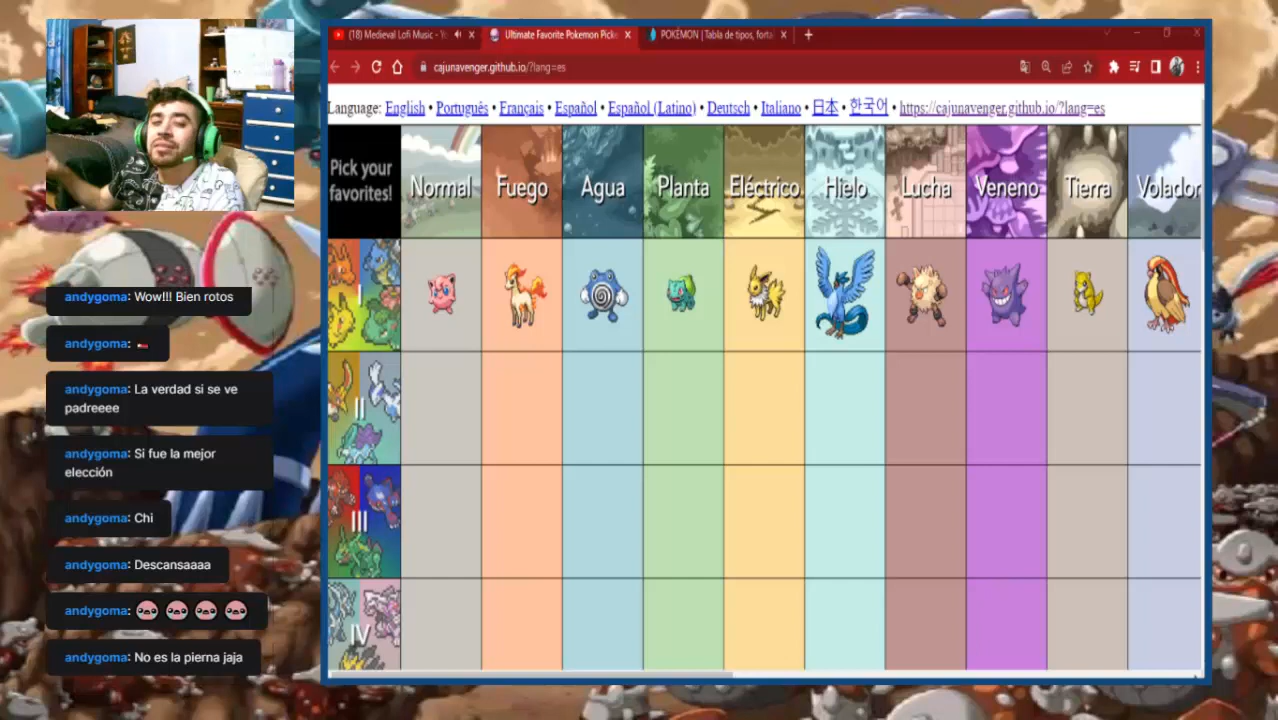 (18) Medieval Lofi Music - Yo
Ultimate Favorite Pokemon Picke
POKÉMON | Tabla de tipos, forta
cajunavenger.github.io/?lang=es
Language: English • Português • Français • Español • Español (Latino) • Deutsch • Italiano • 日本 • 한국어 • https://cajunavenger.github.io/?lang=es
Pick your
favorites!
Normal
Fuego
Agua
Planta
Eléctrico
Hielo
Lucha
Veneno
Tierra
Volador
I
II
III
IV
andygoma: Wow!!! Bien rotos
andygoma:
andygoma: La verdad si se ve
padreeee
andygoma: Si fue la mejor
elección
andygoma: Chi
andygoma: Descansaaaa
andygoma:
andygoma: No es la pierna jaja